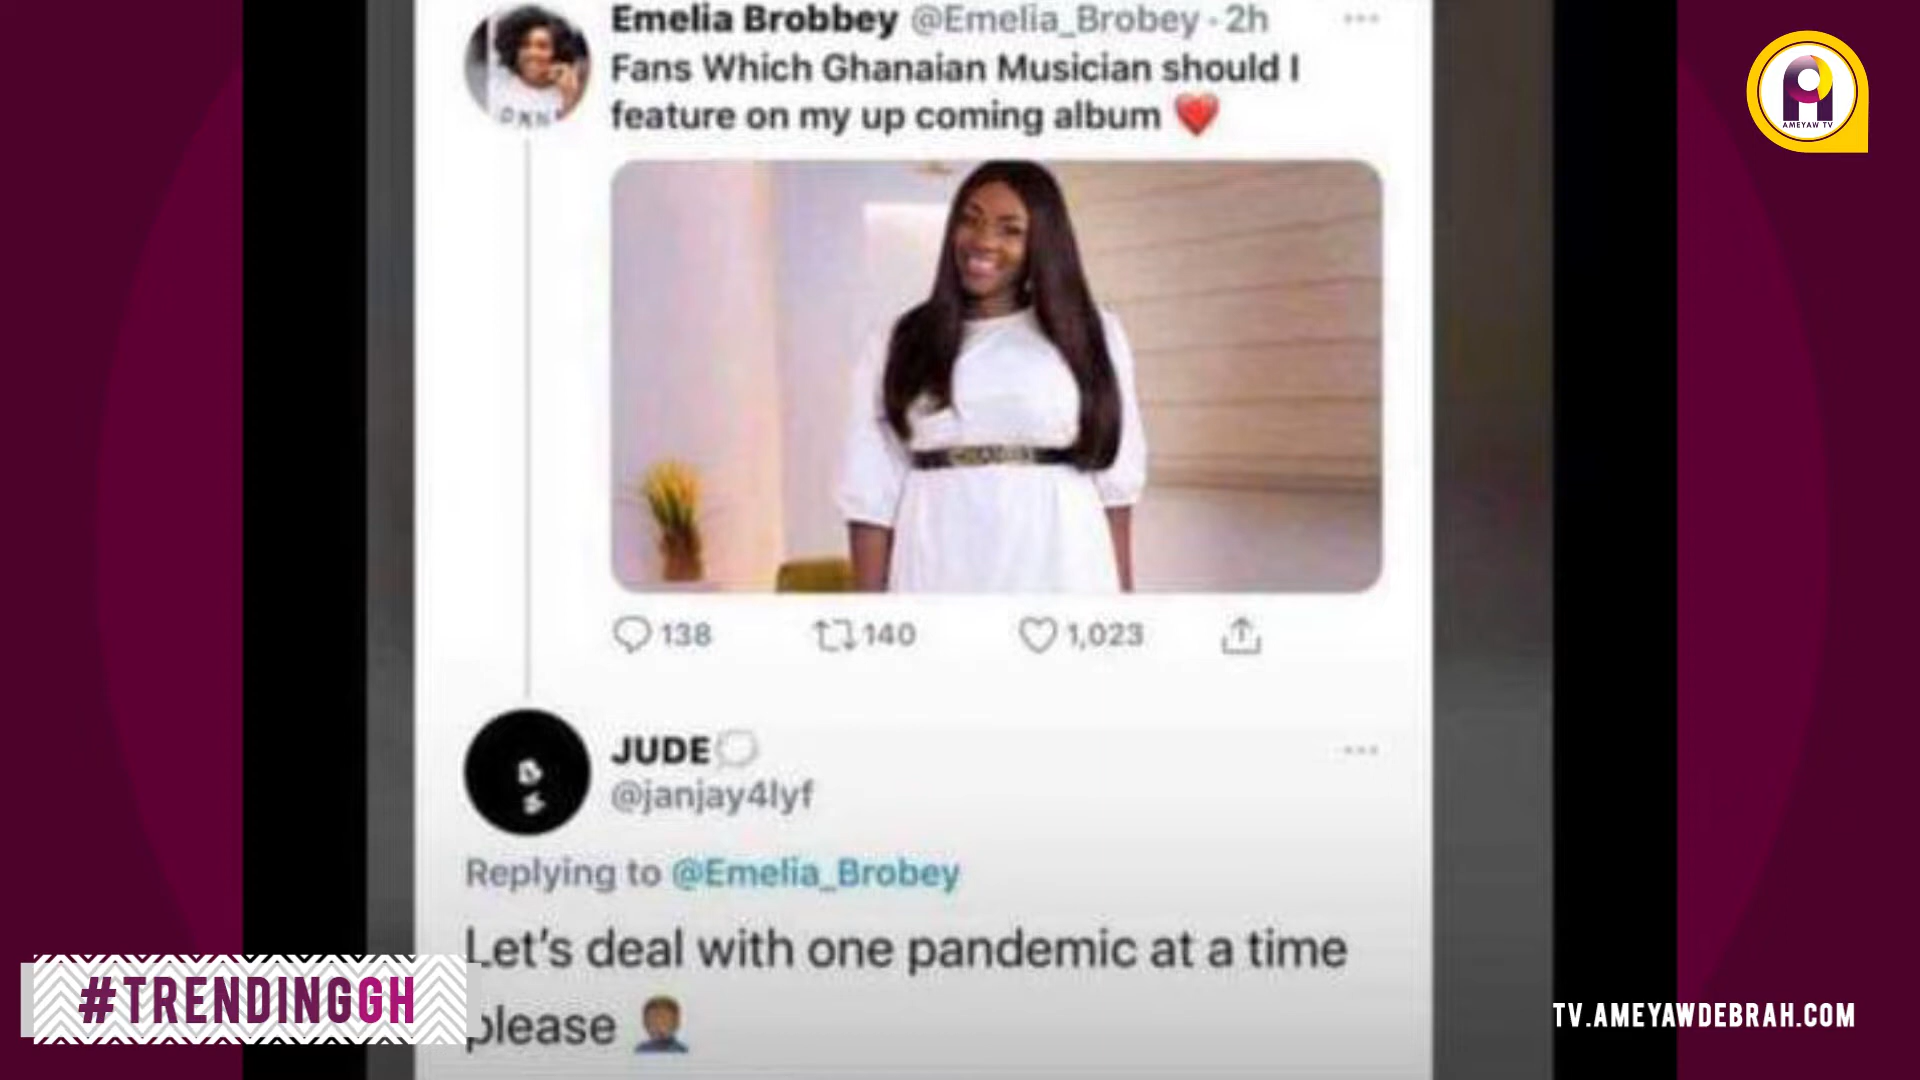 Emelia Brobbey @Emelia_Brobey · 2h
Fans Which Ghanaian Musician should I
feature on my up coming album ❤️
138 140 1,023
JUDE
@janjay4lyf
Replying to @Emelia_Brobey
Let's deal with one pandemic at a time
please 🤦🏾‍♂️
AMEYAW TV
#TRENDINGGH
TV.AMEYAWDEBRAH.COM